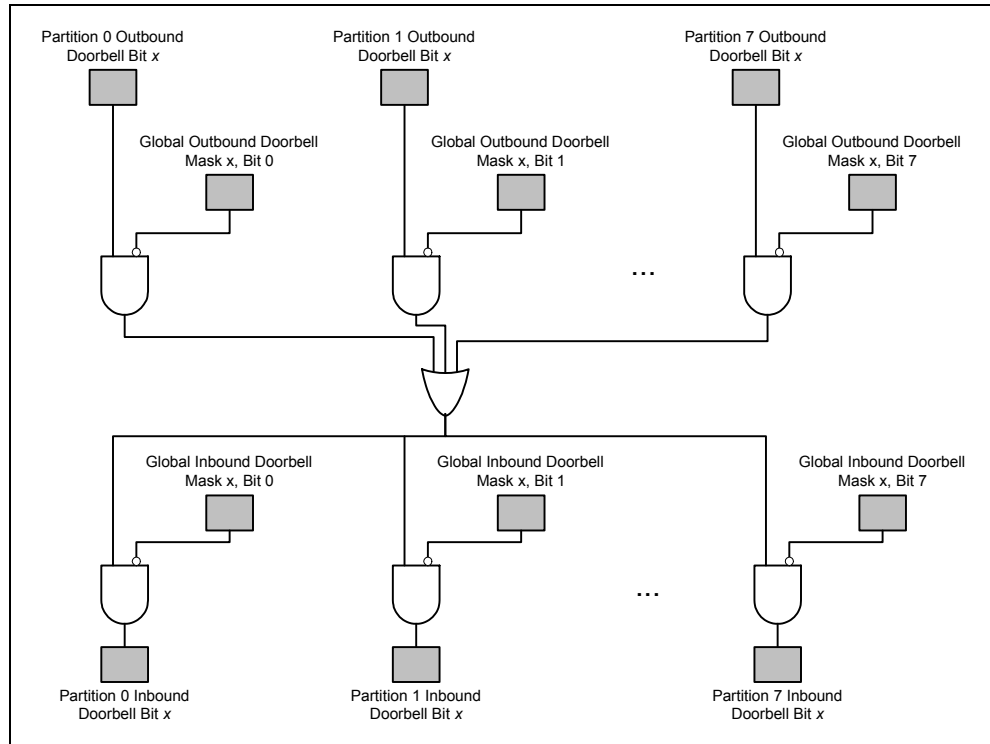 Partition 0 Outbound
Doorbell Bit x
Partition 1 Outbound
Doorbell Bit x
Partition 7 Outbound
Doorbell Bit x
Global Outbound Doorbell
Mask x, Bit 0
Global Outbound Doorbell
Mask x, Bit 1
Global Outbound Doorbell
Mask x, Bit 7
...
Global Inbound Doorbell
Mask x, Bit 0
Global Inbound Doorbell
Mask x, Bit 1
Global Inbound Doorbell
Mask x, Bit 7
...
Partition 0 Inbound
Doorbell Bit x
Partition 1 Inbound
Doorbell Bit x
Partition 7 Inbound
Doorbell Bit x